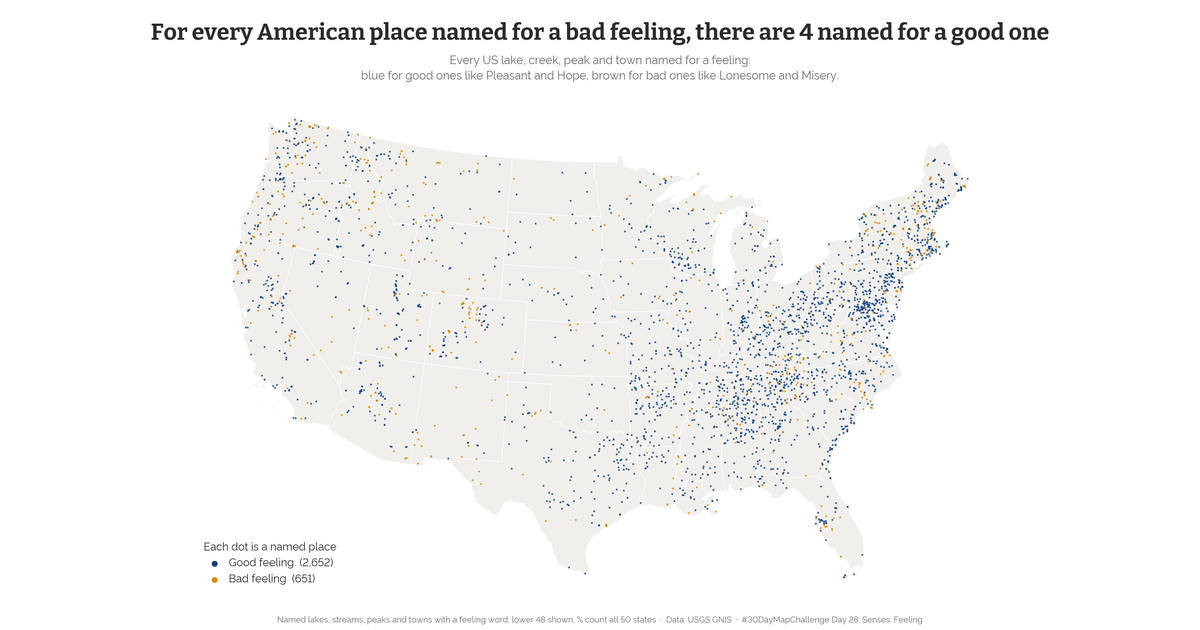 For every American place named for a bad feeling, there are 4 named for a good one
Every US lake, creek, peak and town named for a feeling:
blue for good ones like Pleasant and Hope, brown for bad ones like Lonesome and Misery.
Each dot is a named place
Good feeling (2,652)
Bad feeling (651)
Named lakes, streams, peaks and towns with a feeling word; lower 48 shown, % count all 50 states · Data: USGS GNIS · #30DayMapChallenge Day 28: Senses: Feeling